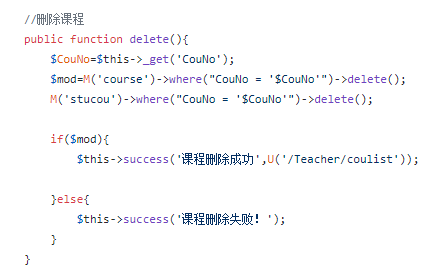 //删除课程
public function delete(){
$CouNo=$this->_get('CouNo');
$mod=M('course')->where("CouNo = '$CouNo'")->delete();
M('stucou')->where("CouNo = '$CouNo'")->delete();
if($mod){
$this->success('课程删除成功',U('/Teacher/coulist'));
}else{
$this->success('课程删除失败！');
}
}